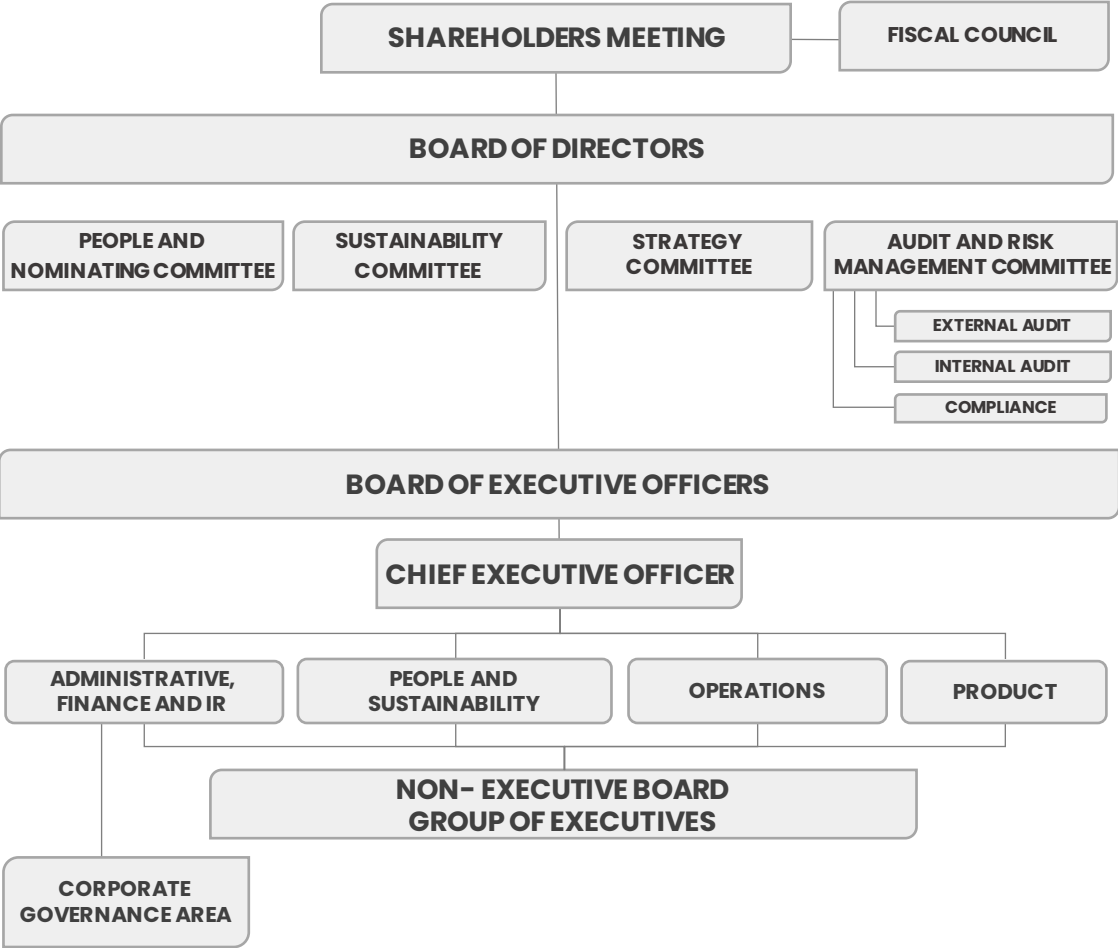 SHAREHOLDERS MEETING
FISCAL COUNCIL
BOARD OF DIRECTORS
PEOPLE AND
NOMINATING COMMITTEE
SUSTAINABILITY
COMMITTEE
STRATEGY
COMMITTEE
AUDIT AND RISK
MANAGEMENT COMMITTEE
EXTERNAL AUDIT
INTERNAL AUDIT
COMPLIANCE
BOARD OF EXECUTIVE OFFICERS
CHIEF EXECUTIVE OFFICER
ADMINISTRATIVE,
FINANCE AND IR
PEOPLE AND
SUSTAINABILITY
OPERATIONS
PRODUCT
NON- EXECUTIVE BOARD
GROUP OF EXECUTIVES
CORPORATE
GOVERNANCE AREA